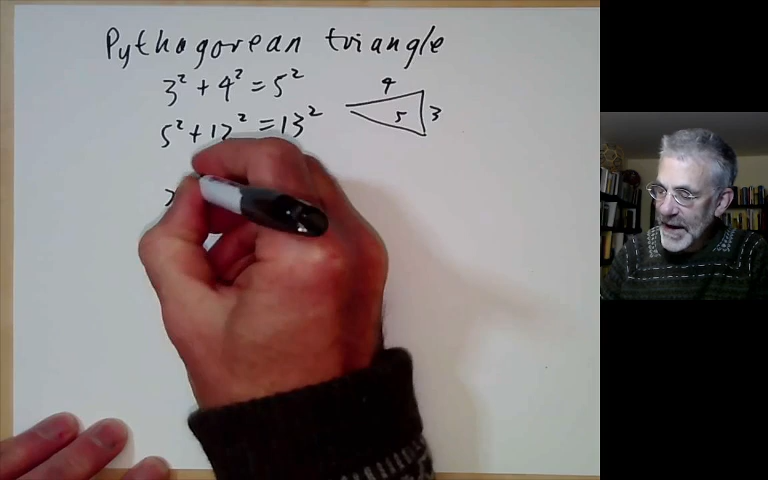 Pythagorean triangle
3² + 4² = 5²
5² + 12² = 13²
4
5 3